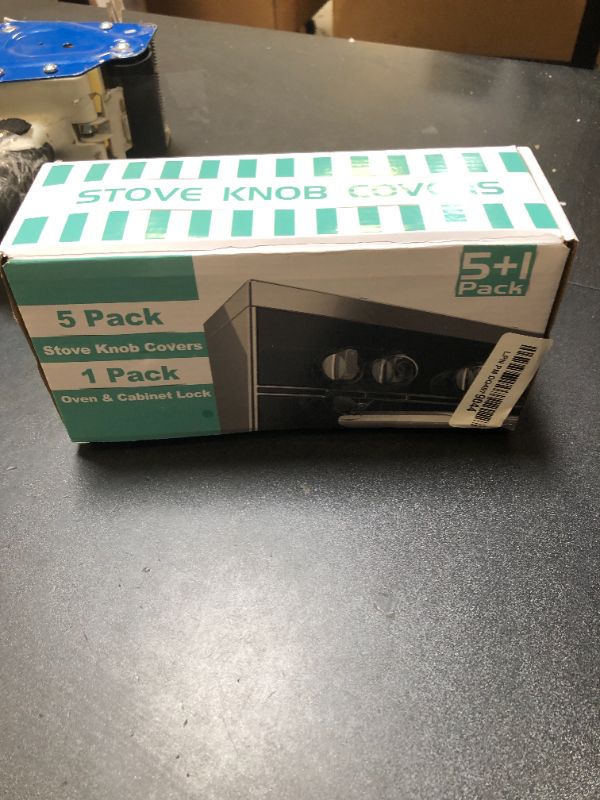 STOVE KNOB COVERS
5+1
Pack
5 Pack
Stove Knob Covers
1 Pack
Oven & Cabinet Lock